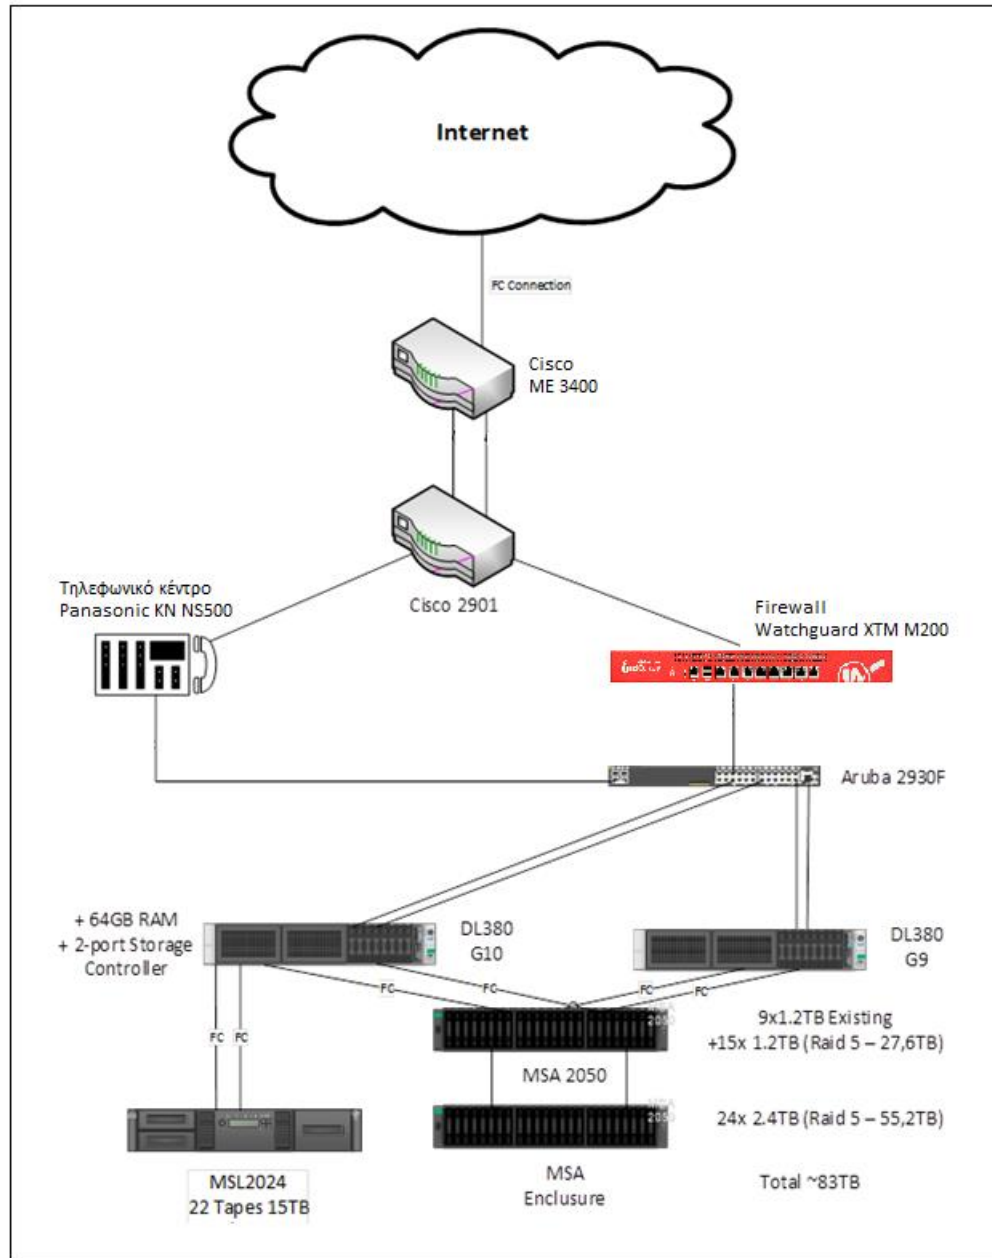 Internet
FC Connection
Cisco
ME 3400
Cisco 2901
Τηλεφωνικό κέντρο
Panasonic KN NS500
Firewall
Watchguard XTM M200
Aruba 2930F
+ 64GB RAM
+ 2-port Storage
Controller
DL380
G10
DL380
G9
FC
FC
FC
FC
FC
FC
2050
9x1.2TB Existing
+15x 1.2TB (Raid 5 – 27,6TB)
MSA 2050
2050
24x 2.4TB (Raid 5 – 55,2TB)
MSL2024
22 Tapes 15TB
MSA
Enclusure
Total ~83TB